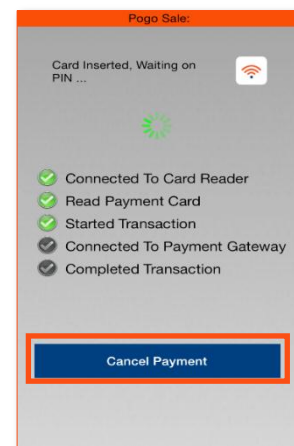 Pogo Sale:
Card Inserted, Waiting on
PIN ...
Connected To Card Reader
Read Payment Card
Started Transaction
Connected To Payment Gateway
Completed Transaction
Cancel Payment